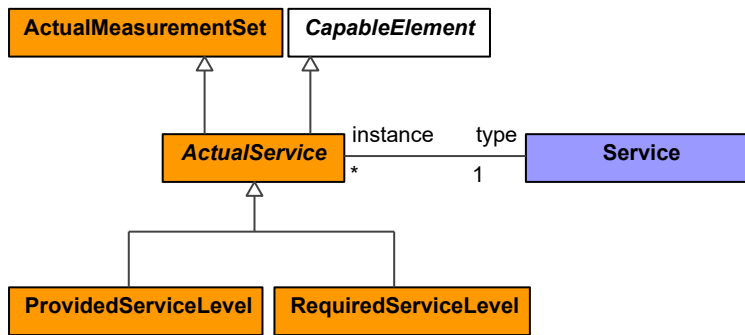 ActualMeasurementSet
CapableElement
ActualService
instance
type
Service
*
1
ProvidedServiceLevel
RequiredServiceLevel